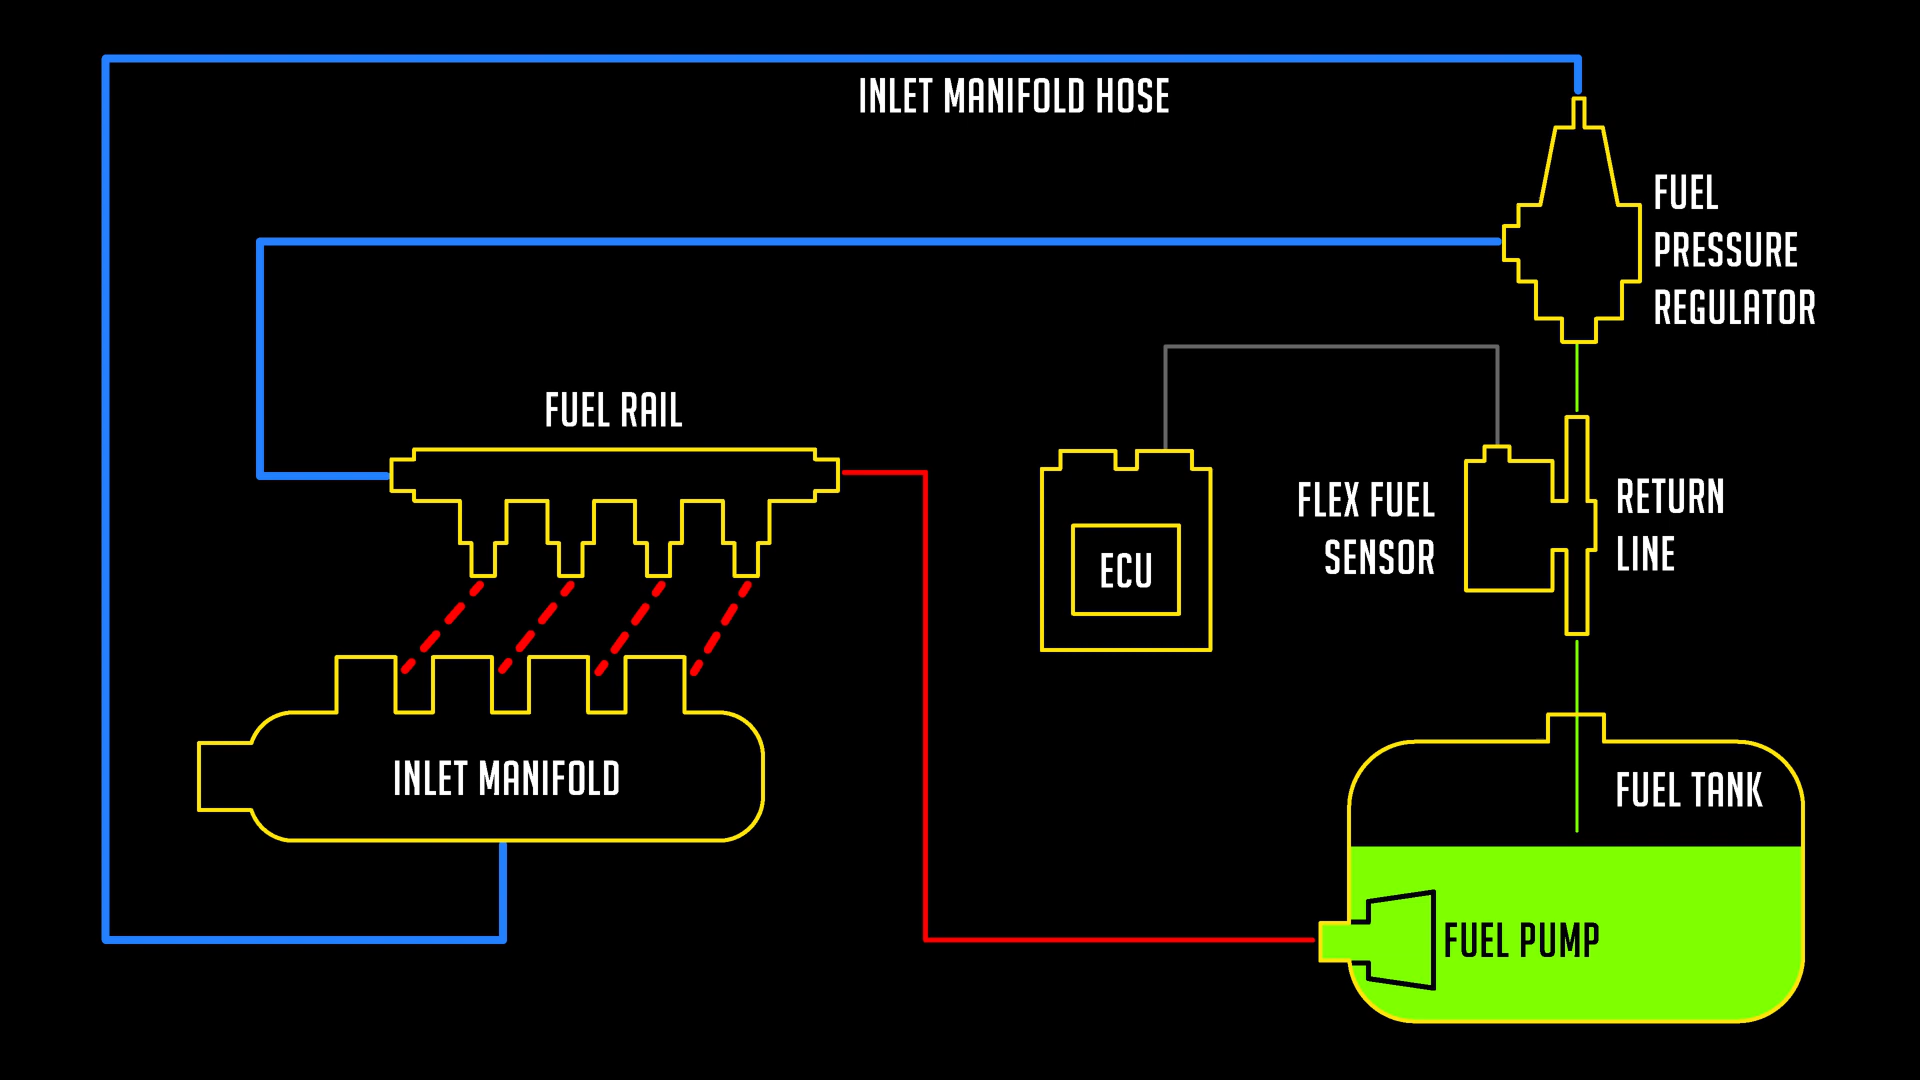 INLET MANIFOLD HOSE
FUEL
PRESSURE
REGULATOR
FUEL RAIL
FLEX FUEL
SENSOR
RETURN
LINE
ECU
INLET MANIFOLD
FUEL TANK
FUEL PUMP